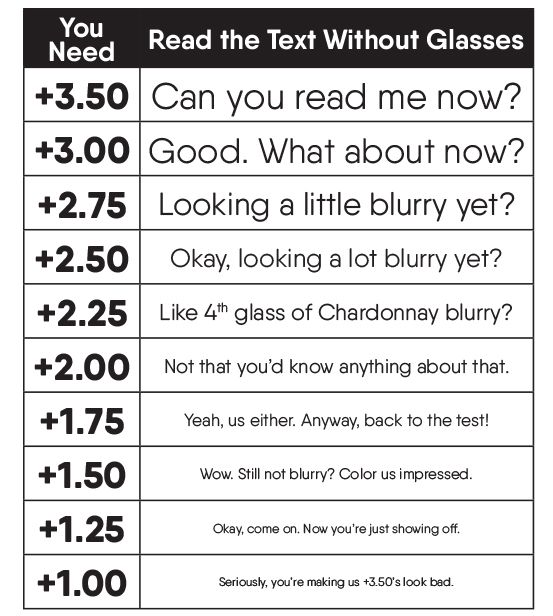 You Need Read the Text Without Glasses
+3.50 Can you read me now?
+3.00 Good. What about now?
+2.75 Looking a little blurry yet?
+2.50 Okay, looking a lot blurry yet?
+2.25 Like 4th glass of Chardonnay blurry?
+2.00 Not that you'd know anything about that.
+1.75 Yeah, us either. Anyway, back to the test!
+1.50 Wow. Still not blurry? Color us impressed.
+1.25 Okay, come on. Now you're just showing off.
+1.00 Seriously, you're making us +3.50's look bad.